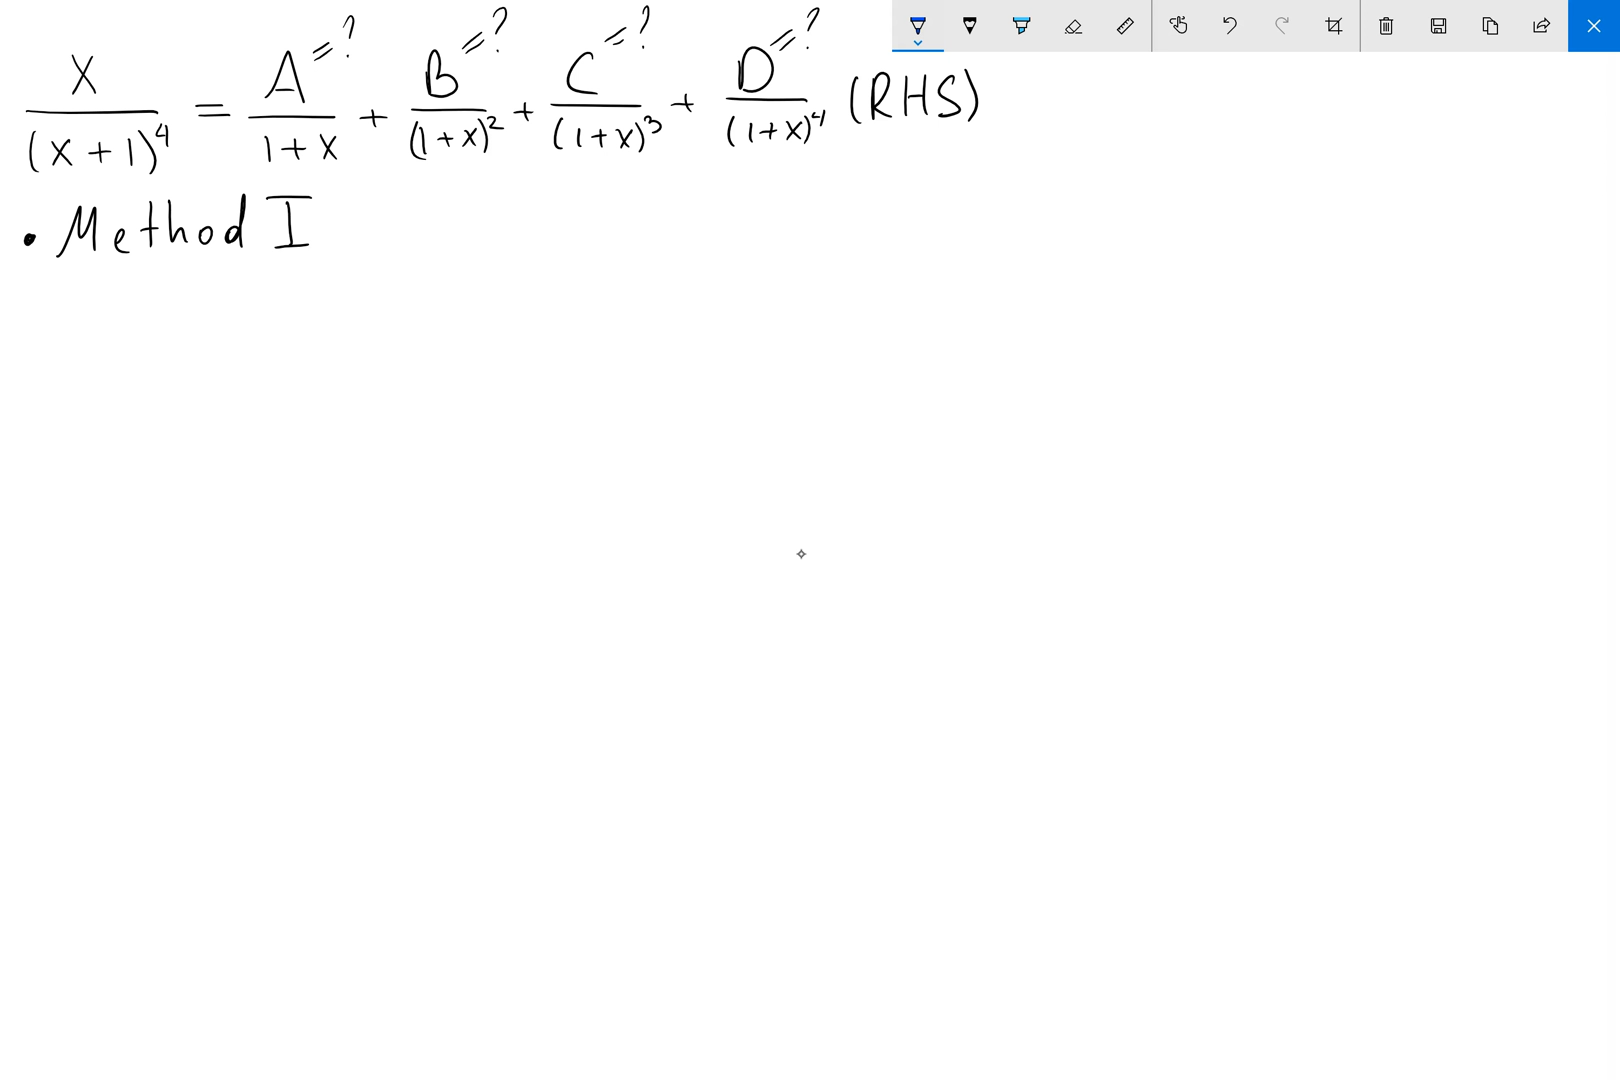 x/(x+1)^4 = A=?/1+x + B=?/(1+x)^2 + C=?/(1+x)^3 + D=?/(1+x)^4 (RHS)
• Method I